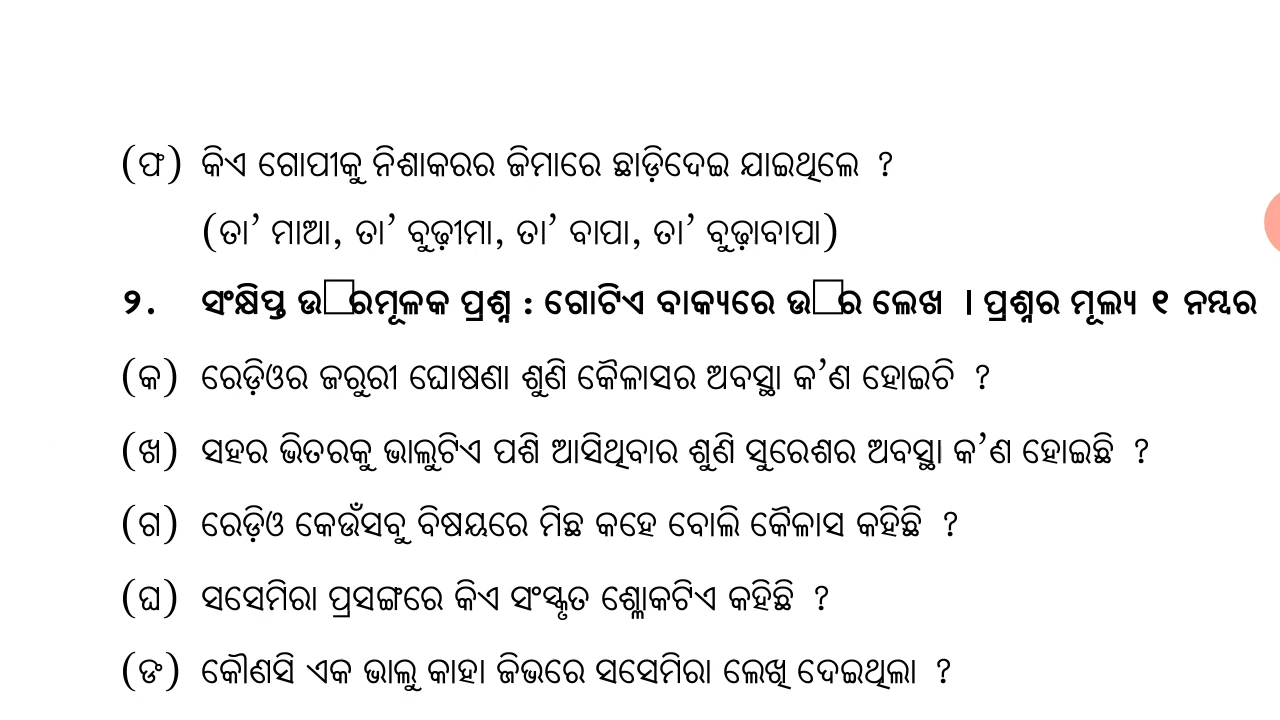 (ଫ) କିଏ ଗୋପୀକୁ ନିଶାକରର ଜିମାରେ ଛାଡ଼ିଦେଇ ଯାଇଥିଲେ ?
(ତା’ ମାଆ, ତା’ ବୁଢ଼ୀମା, ତା’ ବାପା, ତା’ ବୁଢ଼ାବାପା)
୨. ସଂକ୍ଷିପ୍ତ ଉ□ରମୂଳକ ପ୍ରଶ୍ନ : ଗୋଟିଏ ବାକ୍ୟରେ ଉ□ର ଲେଖ । ପ୍ରଶ୍ନର ମୂଲ୍ୟ ୧ ନମ୍ବର
(କ) ରେଡ଼ିଓର ଜରୁରୀ ଘୋଷଣା ଶୁଣି କୈଳାସର ଅବସ୍ଥା କ’ଣ ହୋଇଚି ?
(ଖ) ସହର ଭିତରକୁ ଭାଲୁଟିଏ ପଶି ଆସିଥିବାର ଶୁଣି ସୁରେଶର ଅବସ୍ଥା କ’ଣ ହୋଇଛି ?
(ଗ) ରେଡ଼ିଓ କେଉଁସବୁ ବିଷୟରେ ମିଛ କହେ ବୋଲି କୈଳାସ କହିଛି ?
(ଘ) ସସେମିରା ପ୍ରସଙ୍ଗରେ କିଏ ସଂସ୍କୃତ ଶ୍ଳୋକଟିଏ କହିଛି ?
(ଙ) କୌଣସି ଏକ ଭାଲୁ କାହା ଜିଭରେ ସସେମିରା ଲେଖି ଦେଇଥିଲା ?